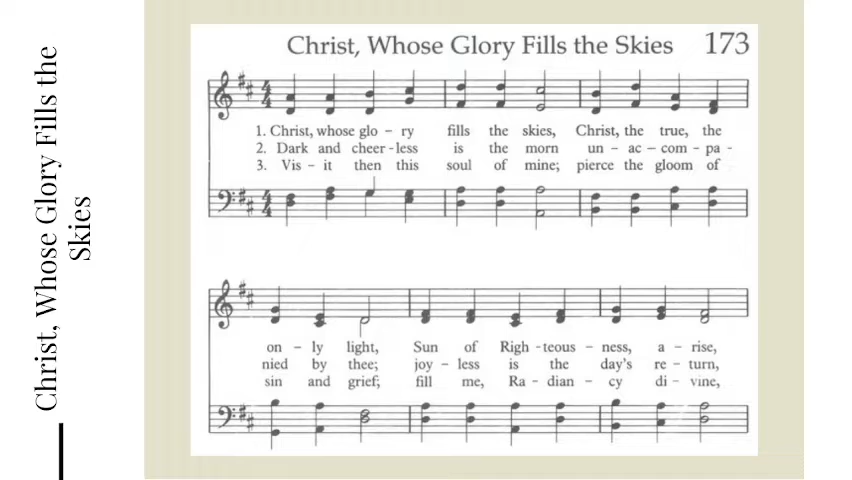 Christ, Whose Glory Fills the
Skies
Christ, Whose Glory Fills the Skies 173
1. Christ, whose glo – ry fills the skies, Christ, the true, the
2. Dark and cheer - less is the morn un – ac – com – pa -
3. Vis – it then this soul of mine; pierce the gloom of
on – ly light, Sun of Righ - teous – ness, a – rise,
nied by thee; joy – less is the day's re – turn,
sin and grief; fill me, Ra – dian – cy di – vine,